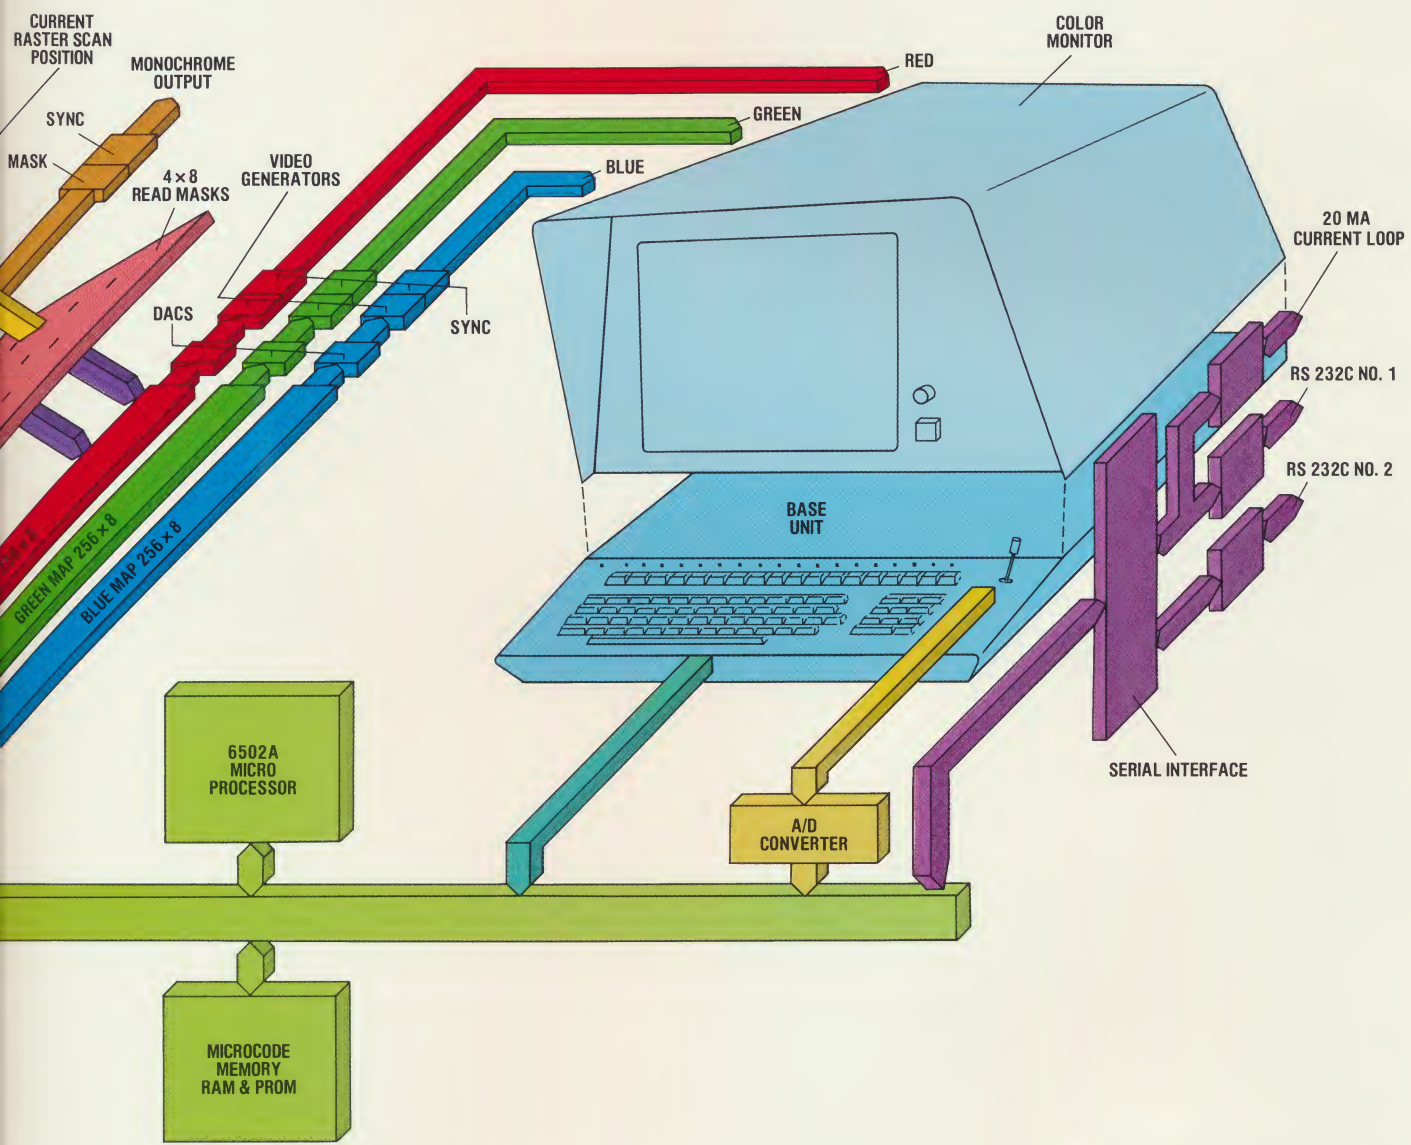 CURRENT
RASTER SCAN
POSITION
MONOCHROME
OUTPUT
SYNC
MASK
4 × 8
READ MASKS
VIDEO
GENERATORS
DACS
SYNC
RED
GREEN
BLUE
COLOR
MONITOR
20 MA
CURRENT LOOP
RS 232C NO. 1
RS 232C NO. 2
BASE
UNIT
GREEN MAP 256 × 8
BLUE MAP 256 × 8
SERIAL INTERFACE
6502A
MICRO
PROCESSOR
A/D
CONVERTER
MICROCODE
MEMORY
RAM & PROM